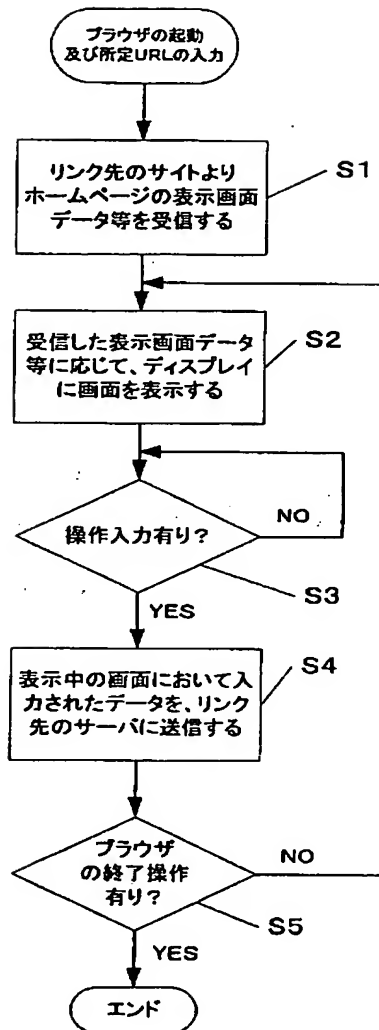 ブラウザの起動
及び所定URLの入力
リンク先のサイトより
ホームページの表示画面
データ等を受信する
S1
受信した表示画面データ
等に応じて、ディスプレイ
に画面を表示する
S2
操作入力有り?
NO
S3
YES
表示中の画面において入
力されたデータを、リンク
先のサーバに送信する
S4
ブラウザ
の終了操作
有り?
NO
S5
YES
エンド